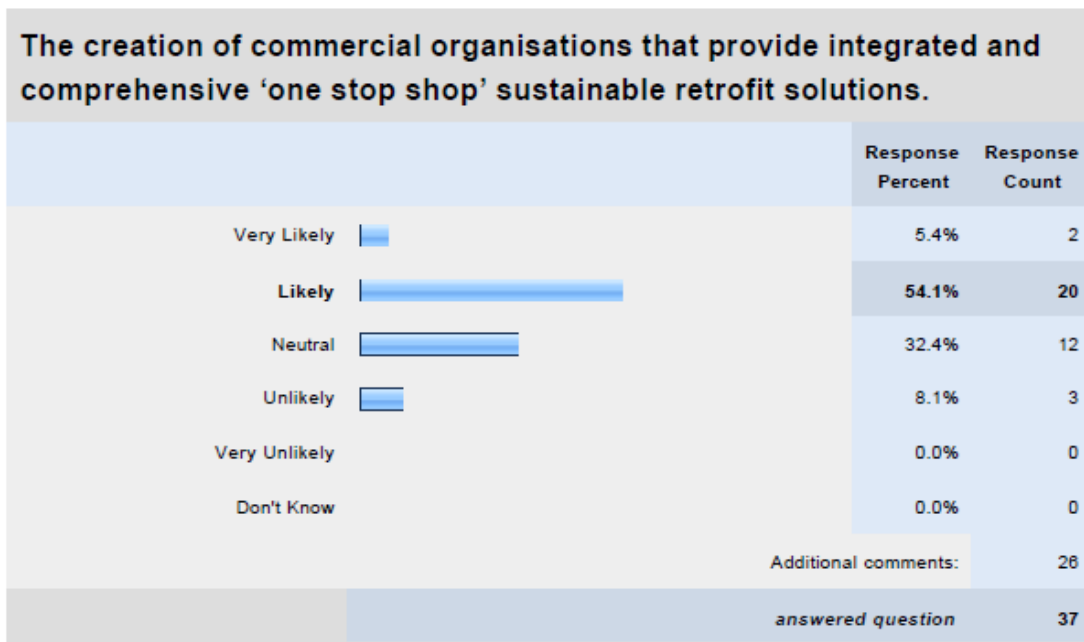 The creation of commercial organisations that provide integrated and
comprehensive ‘one stop shop’ sustainable retrofit solutions.
Response Percent Response Count
Very Likely 5.4% 2
Likely 54.1% 20
Neutral 32.4% 12
Unlikely 8.1% 3
Very Unlikely 0.0% 0
Don't Know 0.0% 0
Additional comments: 26
answered question 37